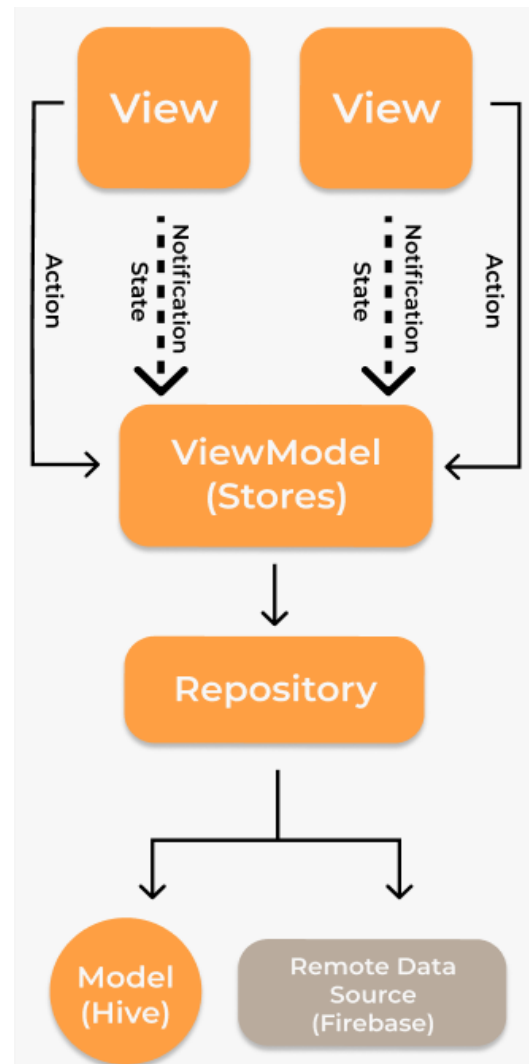 View
View
Action
State
Notification
State
Notification
Action
ViewModel
(Stores)
Repository
Model
(Hive)
Remote Data
Source
(Firebase)